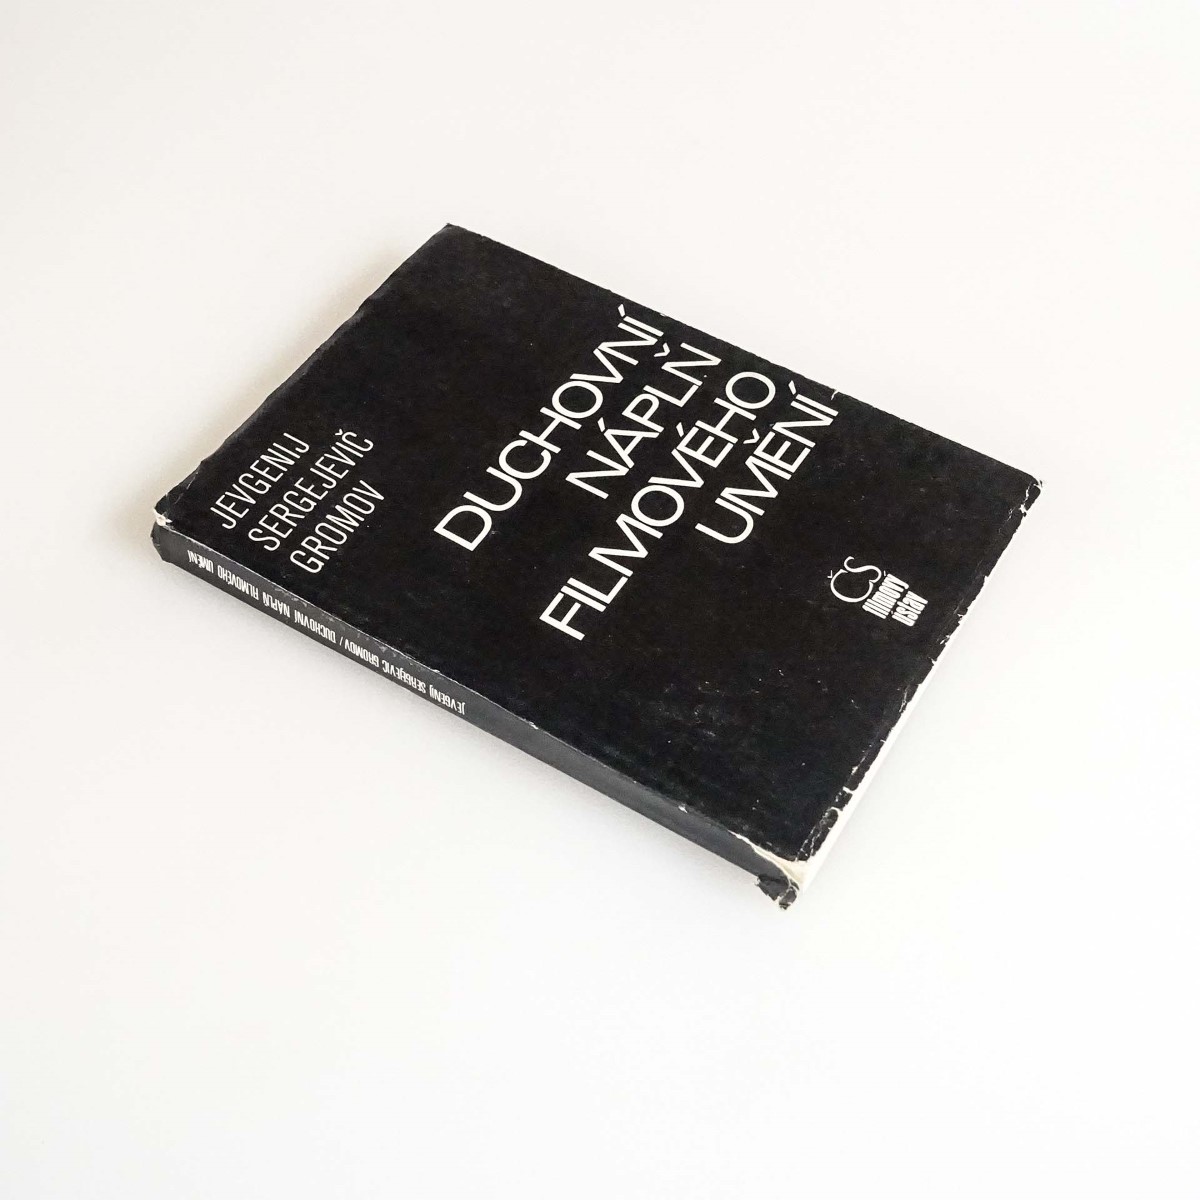 JEVGENIJ
SERGEJEVIČ
GROMOV
DUCHOVNÍ
NÁPLŇ
FILMOVÉHO
UMĚNÍ
ČS
filmový
ústav
JEVGENIJ SERGEJEVIČ GROMOV / DUCHOVNÍ NÁPLŇ FILMOVÉHO UMĚNÍ